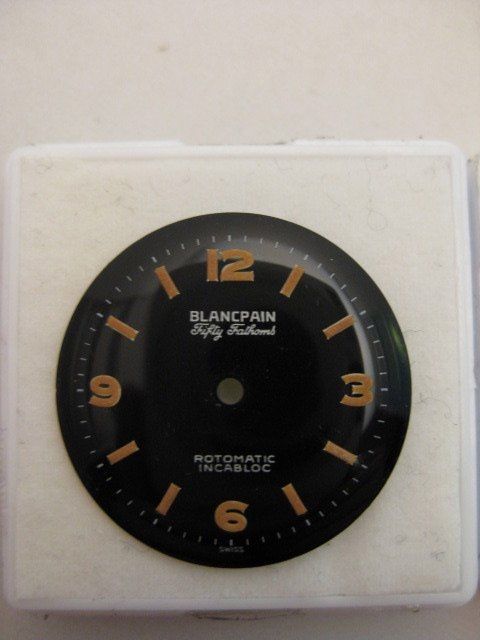 12
BLANCPAIN
Fifty Fathoms
9 3
ROTOMATIC
INCABLOC
6
SWISS